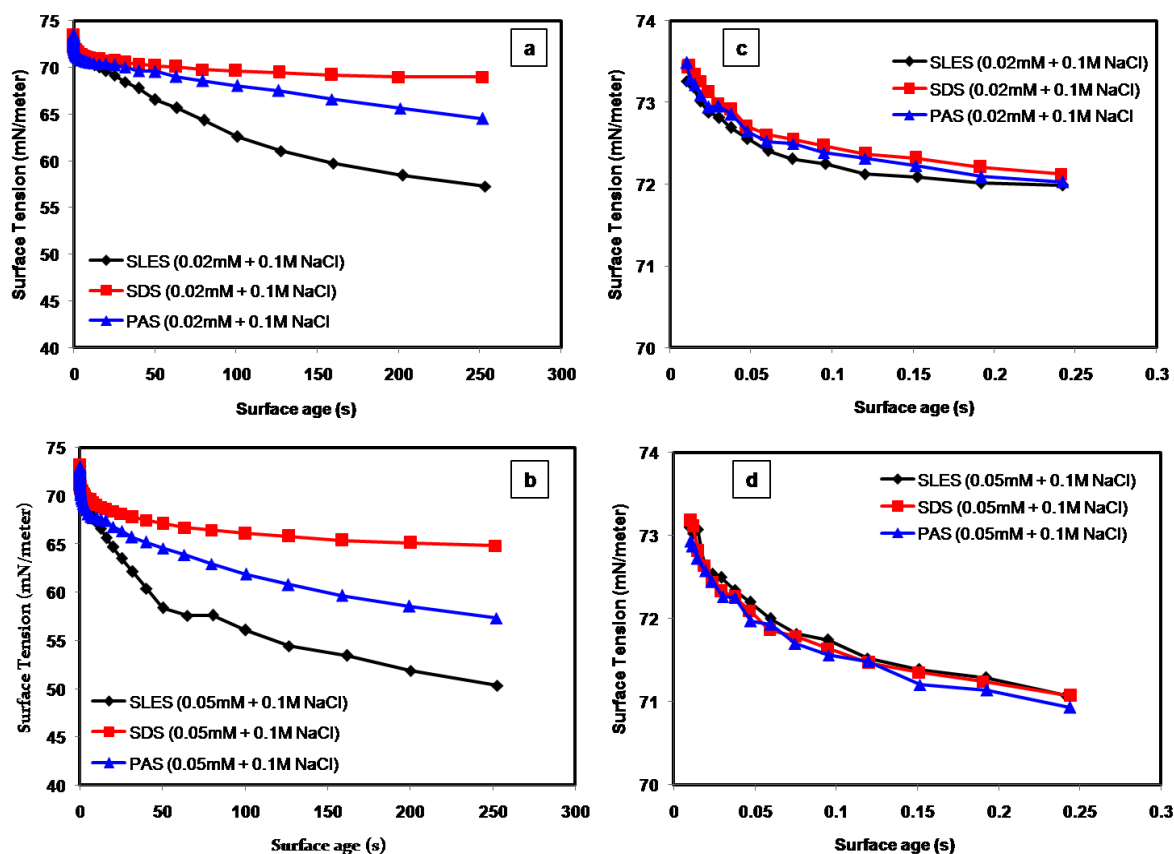 a
Surface Tension (mN/meter)
75
70
65
60
55
50
45
40
SLES (0.02mM + 0.1M NaCl)
SDS (0.02mM + 0.1M NaCl)
PAS (0.02mM + 0.1M NaCl
0 50 100 150 200 250 300
Surface age (s)
c
Surface Tension (mN/meter)
74
73
72
71
70
SLES (0.02mM + 0.1M NaCl)
SDS (0.02mM + 0.1M NaCl)
PAS (0.02mM + 0.1M NaCl
0 0.05 0.1 0.15 0.2 0.25 0.3
Surface age (s)
b
Surface Tension (mN/meter)
75
70
65
60
55
50
45
40
SLES (0.05mM + 0.1M NaCl)
SDS (0.05mM + 0.1M NaCl)
PAS (0.05mM + 0.1M NaCl)
0 50 100 150 200 250 300
Surface age (s)
d
Surface Tension (mN/meter)
74
73
72
71
70
SLES (0.05mM + 0.1M NaCl)
SDS (0.05mM + 0.1M NaCl)
PAS (0.05mM + 0.1M NaCl)
0 0.05 0.1 0.15 0.2 0.25 0.3
Surface age (s)